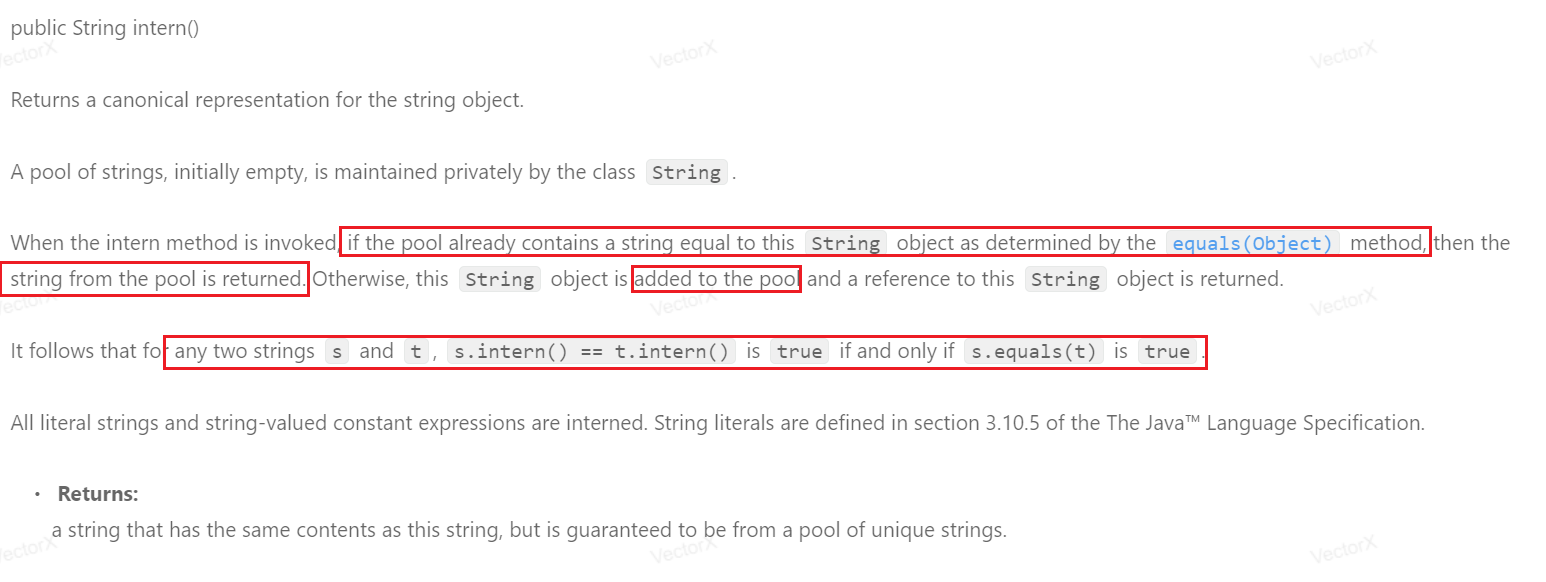 public String intern()
Returns a canonical representation for the string object.
A pool of strings, initially empty, is maintained privately by the class String .
When the intern method is invoked, if the pool already contains a string equal to this String object as determined by the equals(Object) method, then the
string from the pool is returned. Otherwise, this String object is added to the pool and a reference to this String object is returned.
It follows that for any two strings s and t , s.intern() == t.intern() is true if and only if s.equals(t) is true .
All literal strings and string-valued constant expressions are interned. String literals are defined in section 3.10.5 of the The Java™ Language Specification.
• Returns:
a string that has the same contents as this string, but is guaranteed to be from a pool of unique strings.
VectorX
VectorX
VectorX
VectorX
VectorX
VectorX